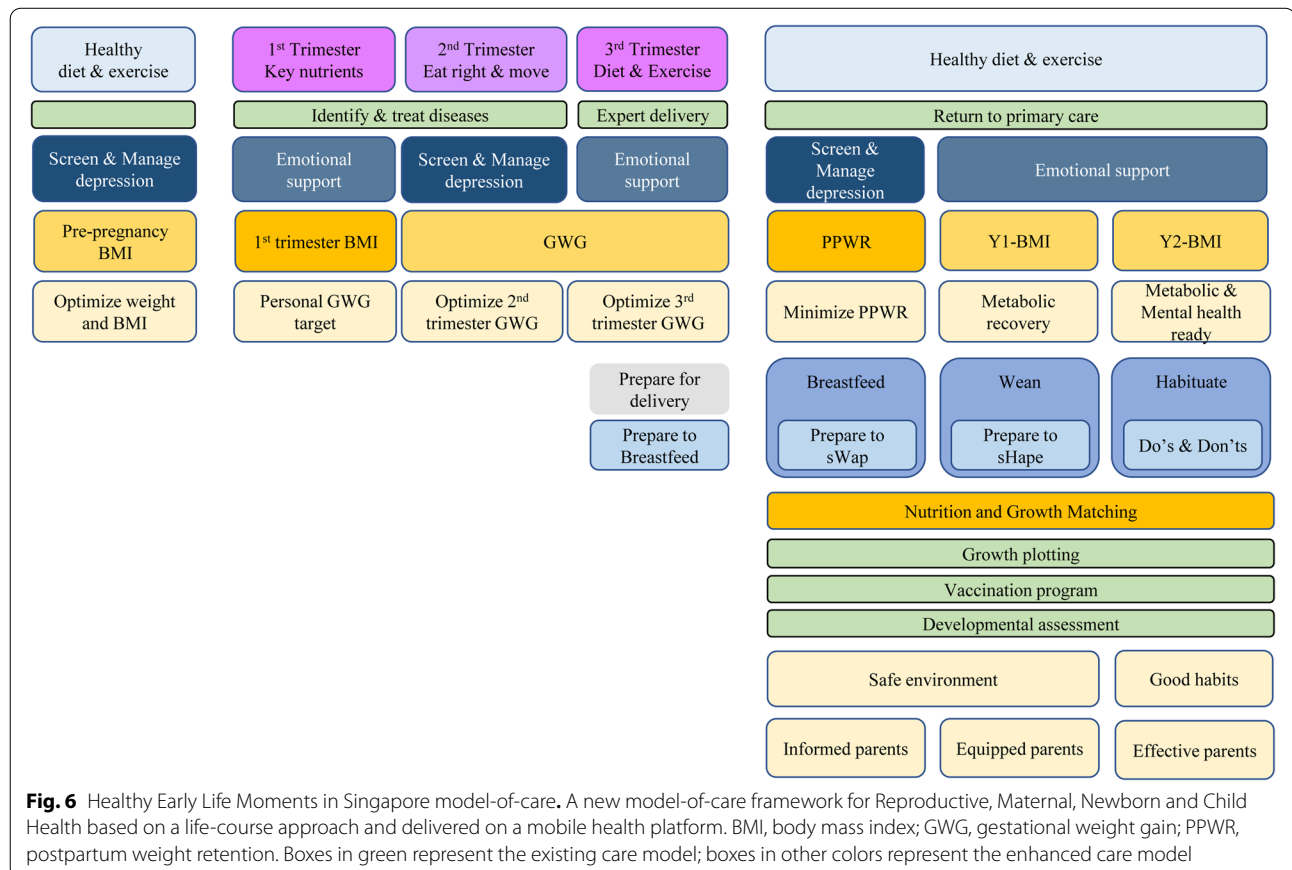 Healthy
diet & exercise
1st Trimester
Key nutrients
2nd Trimester
Eat right & move
3rd Trimester
Diet & Exercise
Healthy diet & exercise
Identify & treat diseases
Expert delivery
Return to primary care
Screen & Manage
depression
Emotional
support
Screen & Manage
depression
Emotional
support
Screen &
Manage
depression
Emotional support
Pre-pregnancy
BMI
1st trimester BMI
GWG
PPWR
Y1-BMI
Y2-BMI
Optimize weight
and BMI
Personal GWG
target
Optimize 2nd
trimester GWG
Optimize 3rd
trimester GWG
Minimize PPWR
Metabolic
recovery
Metabolic &
Mental health
ready
Prepare for
delivery
Prepare to
Breastfeed
Breastfeed
Prepare to
sWap
Wean
Prepare to
sHape
Habituate
Do's & Don'ts
Nutrition and Growth Matching
Growth plotting
Vaccination program
Developmental assessment
Safe environment
Good habits
Informed parents
Equipped parents
Effective parents
Fig. 6 Healthy Early Life Moments in Singapore model-of-care. A new model-of-care framework for Reproductive, Maternal, Newborn and Child
Health based on a life-course approach and delivered on a mobile health platform. BMI, body mass index; GWG, gestational weight gain; PPWR,
postpartum weight retention. Boxes in green represent the existing care model; boxes in other colors represent the enhanced care model